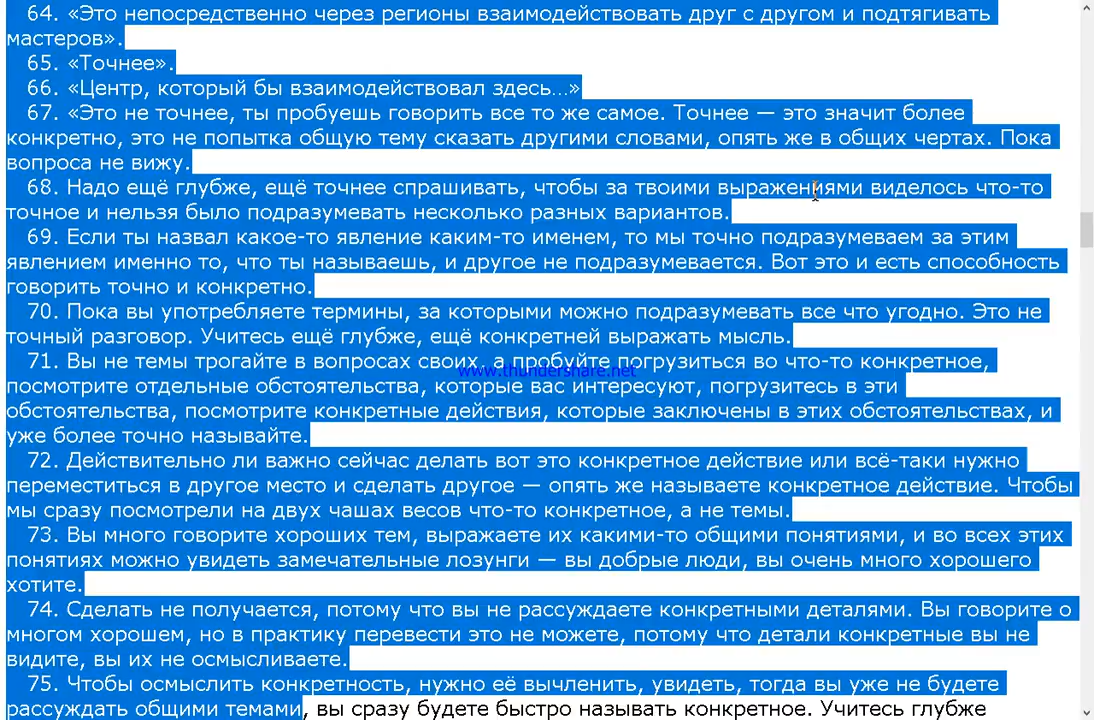 64. «Это непосредственно через регионы взаимодействовать друг с другом и подтягивать
мастеров».
65. «Точнее».
66. «Центр, который бы взаимодействовал здесь...»
67. «Это не точнее, ты пробуешь говорить все то же самое. Точнее — это значит более
конкретно, это не попытка общую тему сказать другими словами, опять же в общих чертах. Пока
вопроса не вижу.
68. Надо ещё глубже, ещё точнее спрашивать, чтобы за твоими выражениями виделось что-то
точное и нельзя было подразумевать несколько разных вариантов.
69. Если ты назвал какое-то явление каким-то именем, то мы точно подразумеваем за этим
явлением именно то, что ты называешь, и другое не подразумевается. Вот это и есть способность
говорить точно и конкретно.
70. Пока вы употребляете термины, за которыми можно подразумевать все что угодно. Это не
точный разговор. Учитесь ещё глубже, ещё конкретней выражать мысль.
71. Вы не темы трогайте в вопросах своих, а пробуйте погрузиться во что-то конкретное,
www.thundershare.net
посмотрите отдельные обстоятельства, которые вас интересуют, погрузитесь в эти
обстоятельства, посмотрите конкретные действия, которые заключены в этих обстоятельствах, и
уже более точно называйте.
72. Действительно ли важно сейчас делать вот это конкретное действие или всё-таки нужно
переместиться в другое место и сделать другое — опять же называете конкретное действие. Чтобы
мы сразу посмотрели на двух чашах весов что-то конкретное, а не темы.
73. Вы много говорите хороших тем, выражаете их какими-то общими понятиями, и во всех этих
понятиях можно увидеть замечательные лозунги — вы добрые люди, вы очень много хорошего
хотите.
74. Сделать не получается, потому что вы не рассуждаете конкретными деталями. Вы говорите о
многом хорошем, но в практику перевести это не можете, потому что детали конкретные вы не
видите, вы их не осмысливаете.
75. Чтобы осмыслить конкретность, нужно её вычленить, увидеть, тогда вы уже не будете
рассуждать общими темами, вы сразу будете быстро называть конкретное. Учитесь глубже